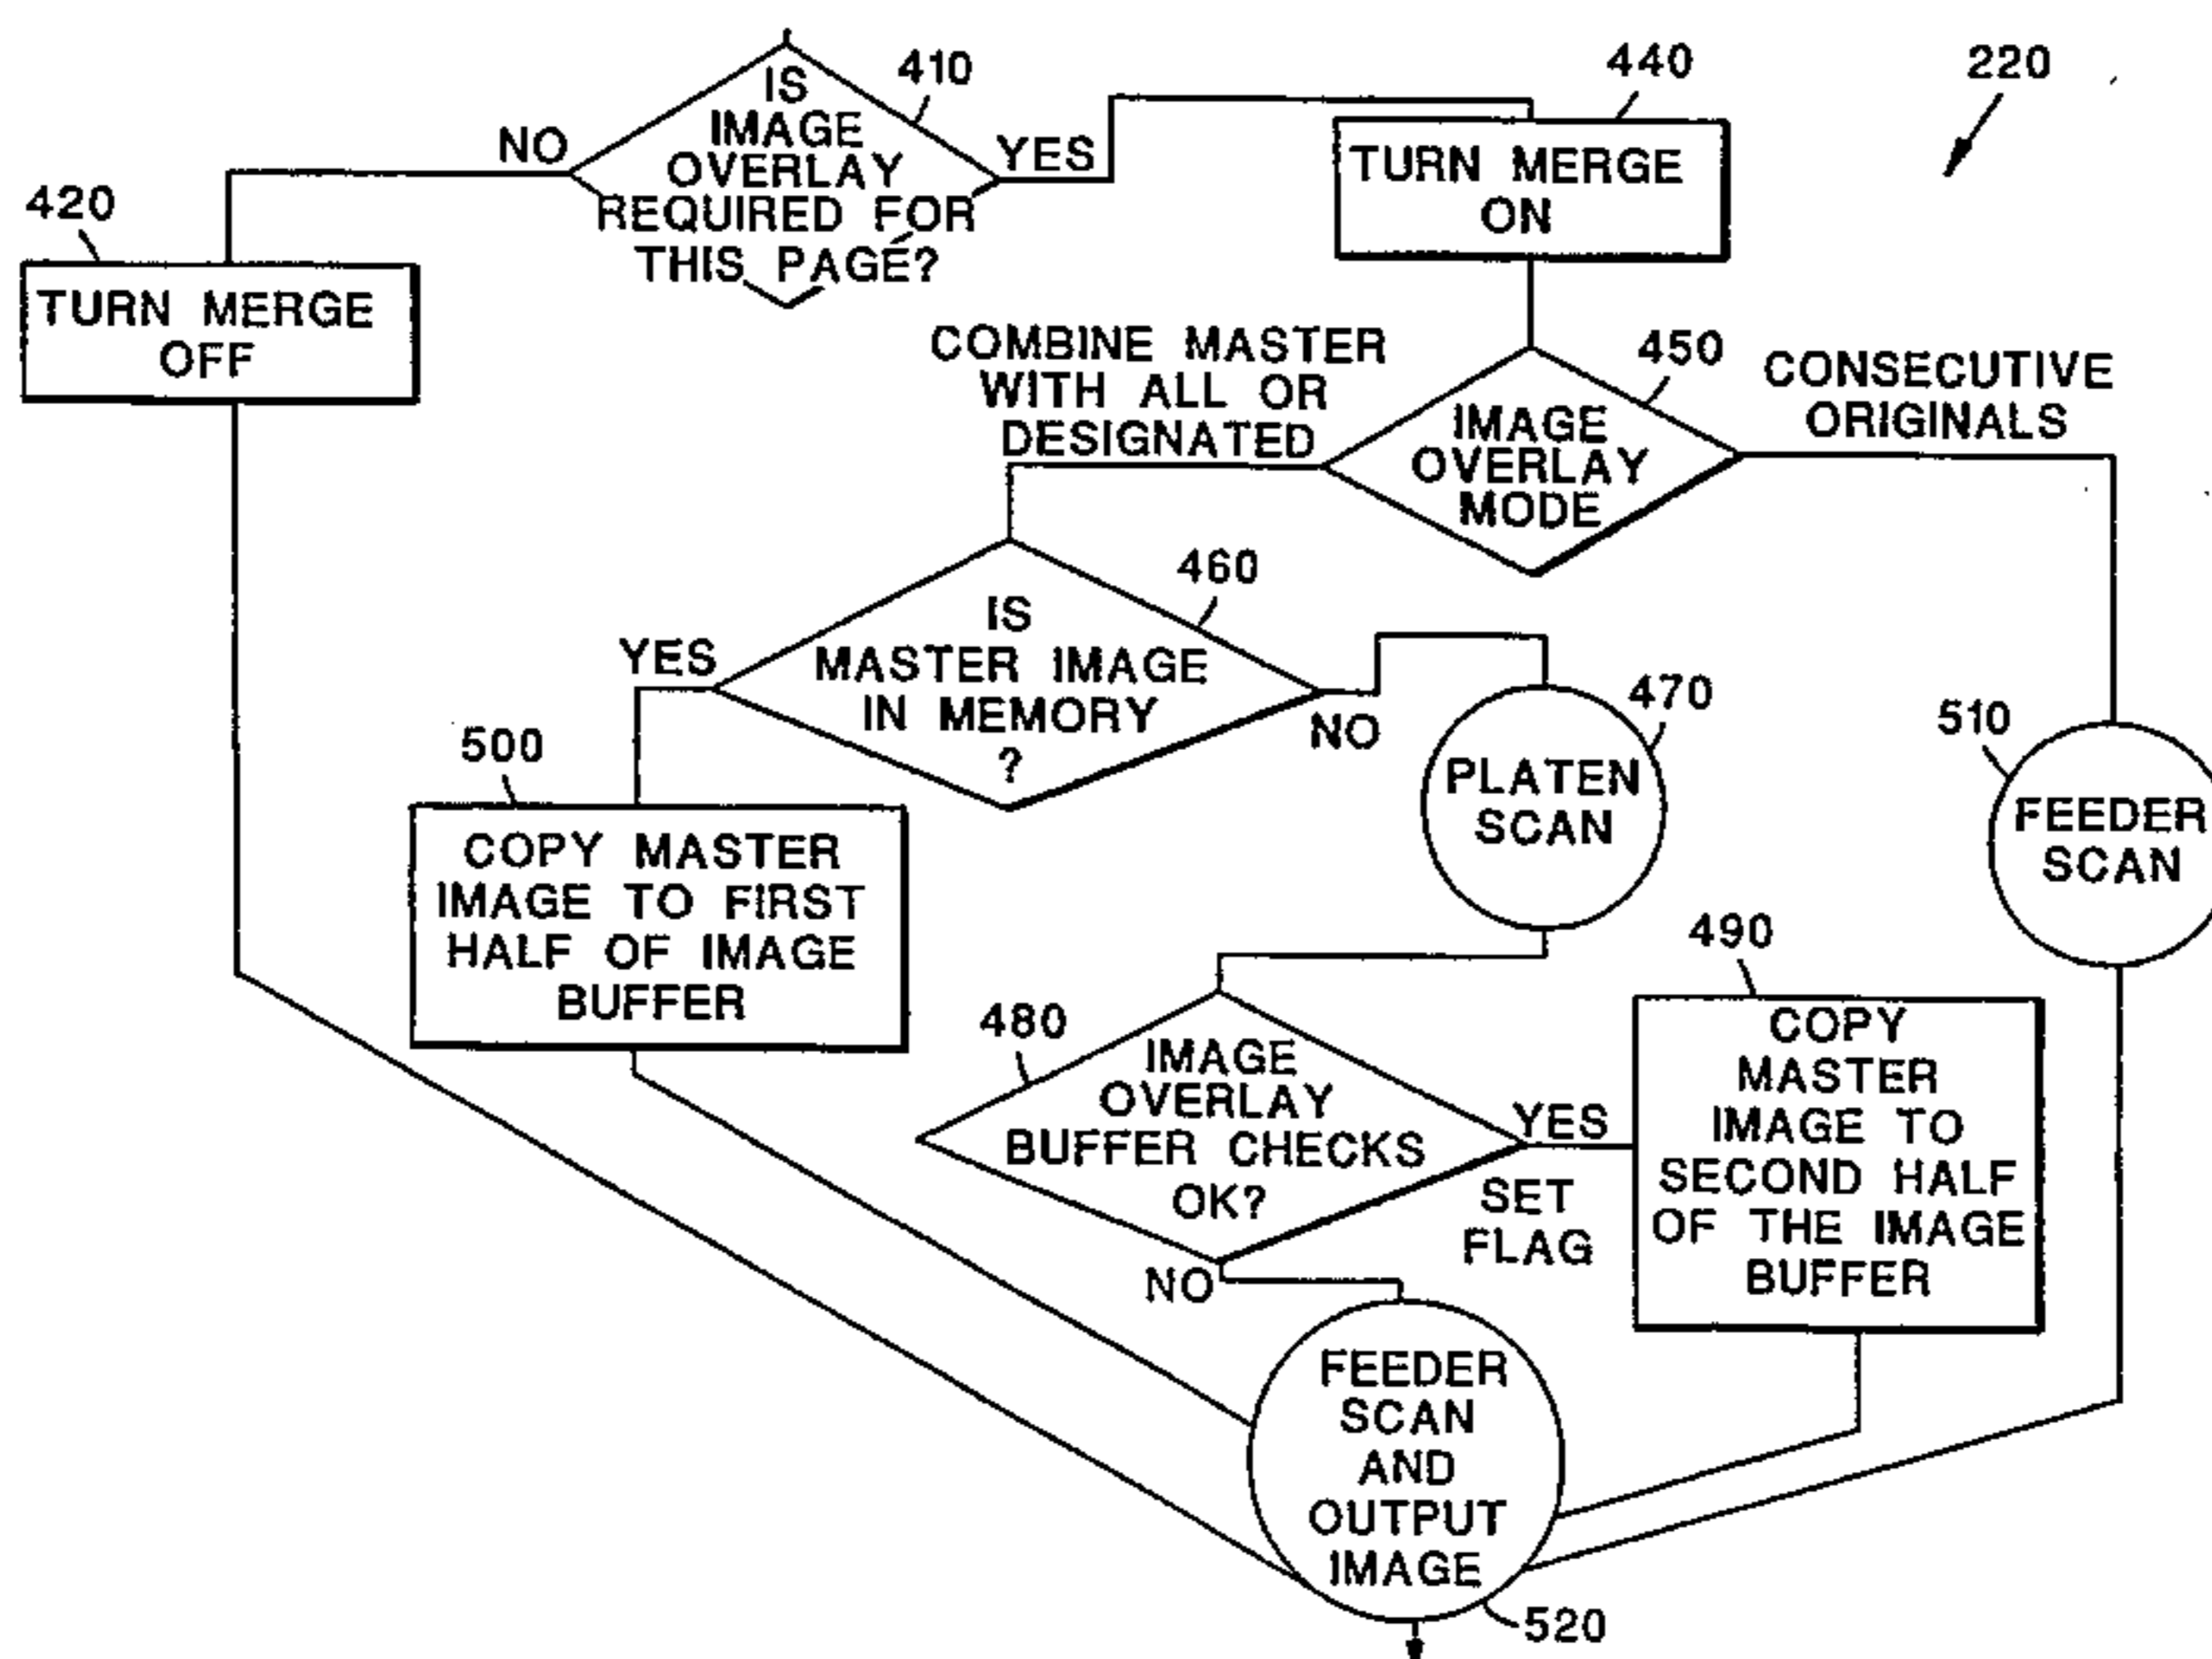 410
IS
IMAGE
OVERLAY
REQUIRED FOR
THIS PAGE?
NO
YES
440
220
TURN MERGE
ON
420
TURN MERGE
OFF
COMBINE MASTER
WITH ALL OR
DESIGNATED
450
IMAGE
OVERLAY
MODE
CONSECUTIVE
ORIGINALS
460
IS
MASTER IMAGE
IN MEMORY
?
YES
NO
470
PLATEN
SCAN
510
FEEDER
SCAN
500
COPY MASTER
IMAGE TO FIRST
HALF OF IMAGE
BUFFER
480
IMAGE
OVERLAY
BUFFER CHECKS
OK?
YES
SET
FLAG
NO
490
COPY
MASTER
IMAGE TO
SECOND HALF
OF THE IMAGE
BUFFER
FEEDER
SCAN
AND
OUTPUT
IMAGE
520